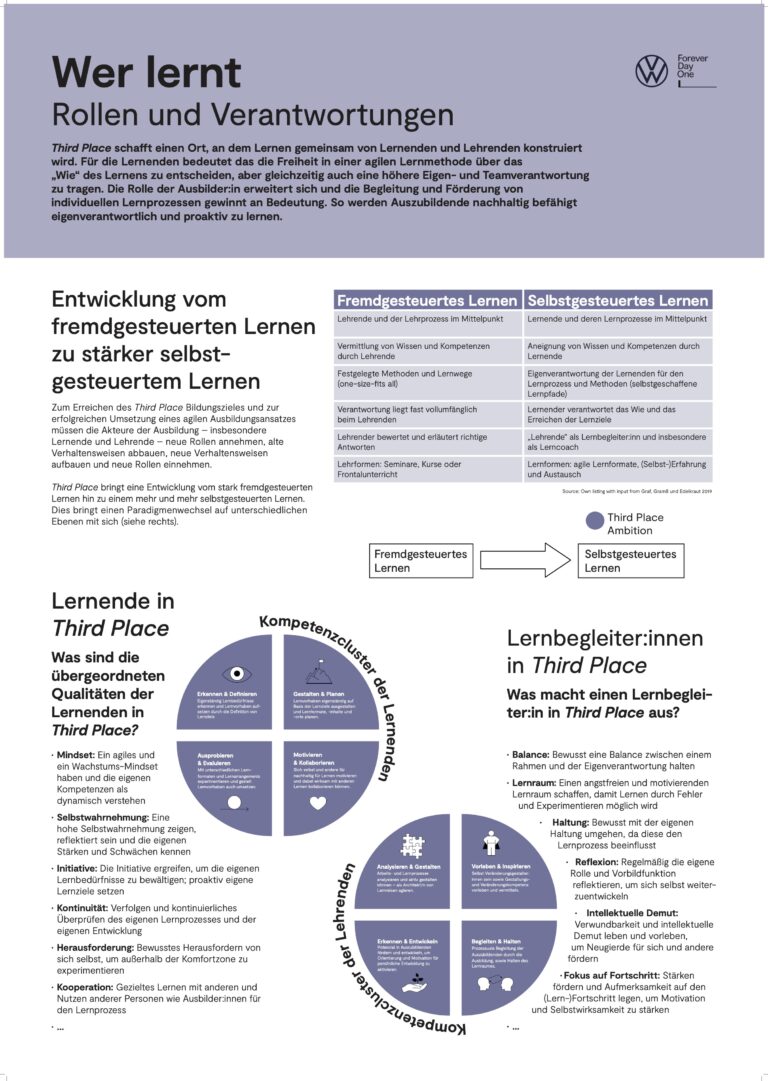 Wer lernt
Rollen und Verantwortungen
Forever
Day
One
Third Place schafft einen Ort, an dem Lernen gemeinsam von Lernenden und Lehrenden konstruiert
wird. Für die Lernenden bedeutet das die Freiheit in einer agilen Lernmethode über das
„Wie“ des Lernens zu entscheiden, aber gleichzeitig auch eine höhere Eigen- und Teamverantwortung
zu tragen. Die Rolle der Ausbilder:in erweitert sich und die Begleitung und Förderung von
individuellen Lernprozessen gewinnt an Bedeutung. So werden Auszubildende nachhaltig befähigt
eigenverantwortlich und proaktiv zu lernen.
Entwicklung vom
fremdgesteuerten Lernen
zu stärker selbst-
gesteuertem Lernen
Zum Erreichen des Third Place Bildungszieles und zur
erfolgreichen Umsetzung eines agilen Ausbildungsansatzes
müssen die Akteure der Ausbildung – insbesondere
Lernende und Lehrende – neue Rollen annehmen, alte
Verhaltensweisen abbauen, neue Verhaltensweisen
aufbauen und neue Rollen einnehmen.
Third Place bringt eine Entwicklung vom stark fremdgesteuerten
Lernen hin zu einem mehr und mehr selbstgesteuerten Lernen.
Dies bringt einen Paradigmenwechsel auf unterschiedlichen
Ebenen mit sich (siehe rechts).
Fremdgesteuertes Lernen Selbstgesteuertes Lernen
Lehrende und der Lehrprozess im Mittelpunkt
Lernende und deren Lernprozesse im Mittelpunkt
Vermittlung von Wissen und Kompetenzen
durch Lehrende
Aneignung von Wissen und Kompetenzen durch
Lernende
Festgelegte Methoden und Lernwege
(one-size-fits all)
Eigenverantwortung der Lernenden für den
Lernprozess und Methoden (selbstgeschaffene
Lernpfade)
Verantwortung liegt fast vollumfänglich
beim Lehrenden
Lernender verantwortet das Wie und das
Erreichen der Lernziele
Lehrender bewertet und erläutert richtige
Antworten
„Lehrende“ als Lernbegleiter:inn und insbesondere
als Lerncoach
Lehrformen: Seminare, Kurse oder
Frontalunterricht
Lernformen: agile Lernformate, (Selbst-)Erfahrung
und Austausch
Source: Own listing with input from Graf, Gramß und Edelkraut 2019
Third Place
Ambition
Fremdgesteuertes
Lernen
Selbstgesteuertes
Lernen
Lernende in
Third Place
Was sind die
übergeordneten
Qualitäten der
Lernenden in
Third Place?
· Mindset: Ein agiles und
ein Wachstums-Mindset
haben und die eigenen
Kompetenzen als
dynamisch verstehen
· Selbstwahrnehmung: Eine
hohe Selbstwahrnehmung zeigen,
reflektiert sein und die eigenen
Stärken und Schwächen kennen
· Initiative: Die Initiative ergreifen, um die eigenen
Lernbedürfnisse zu bewältigen; proaktiv eigene
Lernziele setzen
· Kontinuität: Verfolgen und kontinuierliches
Überprüfen des eigenen Lernprozesses und der
eigenen Entwicklung
· Herausforderung: Bewusstes Herausfordern von
sich selbst, um außerhalb der Komfortzone zu
experimentieren
· Kooperation: Gezieltes Lernen mit anderen und
Nutzen anderer Personen wie Ausbilder:innen für
den Lernprozess
· ...
Kompetenzcluster der Lernenden
Erkennen & Definieren
Eigenständig Lernbedürfnisse
erkennen und Lernvorhaben auf-
setzen durch die Definition von
Lernziele
Gestalten & Planen
Lernvorhaben eigenständig auf
Basis der Lernziele ausgestalten
und Lernformate, -inhalte und
-orte planen.
Ausprobieren
& Evaluieren
Mit unterschiedlichen Lern-
formaten und Lernarrangements
experimentieren und gezielt
Lernvorhaben auch umsetzen.
Motivieren
& Kollaborieren
Sich selbst und andere für
nachhaltig für Lernen motivieren
und dabei wirksam mit anderen
Lernen kollaborieren können.
Lernbegleiter:innen
in Third Place
Was macht einen Lernbeglei-
ter:in in Third Place aus?
· Balance: Bewusst eine Balance zwischen einem
Rahmen und der Eigenverantwortung halten
· Lernraum: Einen angstfreien und motivierenden
Lernraum schaffen, damit Lernen durch Fehler
und Experimentieren möglich wird
· Haltung: Bewusst mit der eigenen
Haltung umgehen, da diese den
Lernprozess beeinflusst
· Reflexion: Regelmäßig die eigene
Rolle und Vorbildfunktion
reflektieren, um sich selbst weiter-
zuentwickeln
· Intellektuelle Demut:
Verwundbarkeit und intellektuelle
Demut leben und vorleben,
um Neugierde für sich und andere
fördern
· Fokus auf Fortschritt: Stärken
fördern und Aufmerksamkeit auf den
(Lern-)Fortschritt legen, um Motivation
und Selbstwirksamkeit zu stärken
· ...
Kompetenzcluster der Lehrenden
Analysieren & Gestalten
Arbeits- und Lernprozesse
analysieren und aktiv gestalten
können – als Architekt:in von
Lernreisen agieren.
Vorleben & Inspirieren
Selbst Veränderungsgestalter:
innen sein sowie Gestaltungs-
und Veränderungskompetenz
vorleben und vermitteln.
Erkennen & Entwickeln
Potenzial in Auszubildenden
fördern und entwickeln, um
Orientierung und Motivation für
persönliche Entwicklung zu
aktivieren
Begleiten & Halten
Prozessuale Begleitung der
Auszubildenden durch die
Ausbildung, sowie Halten des
Lernraumes.